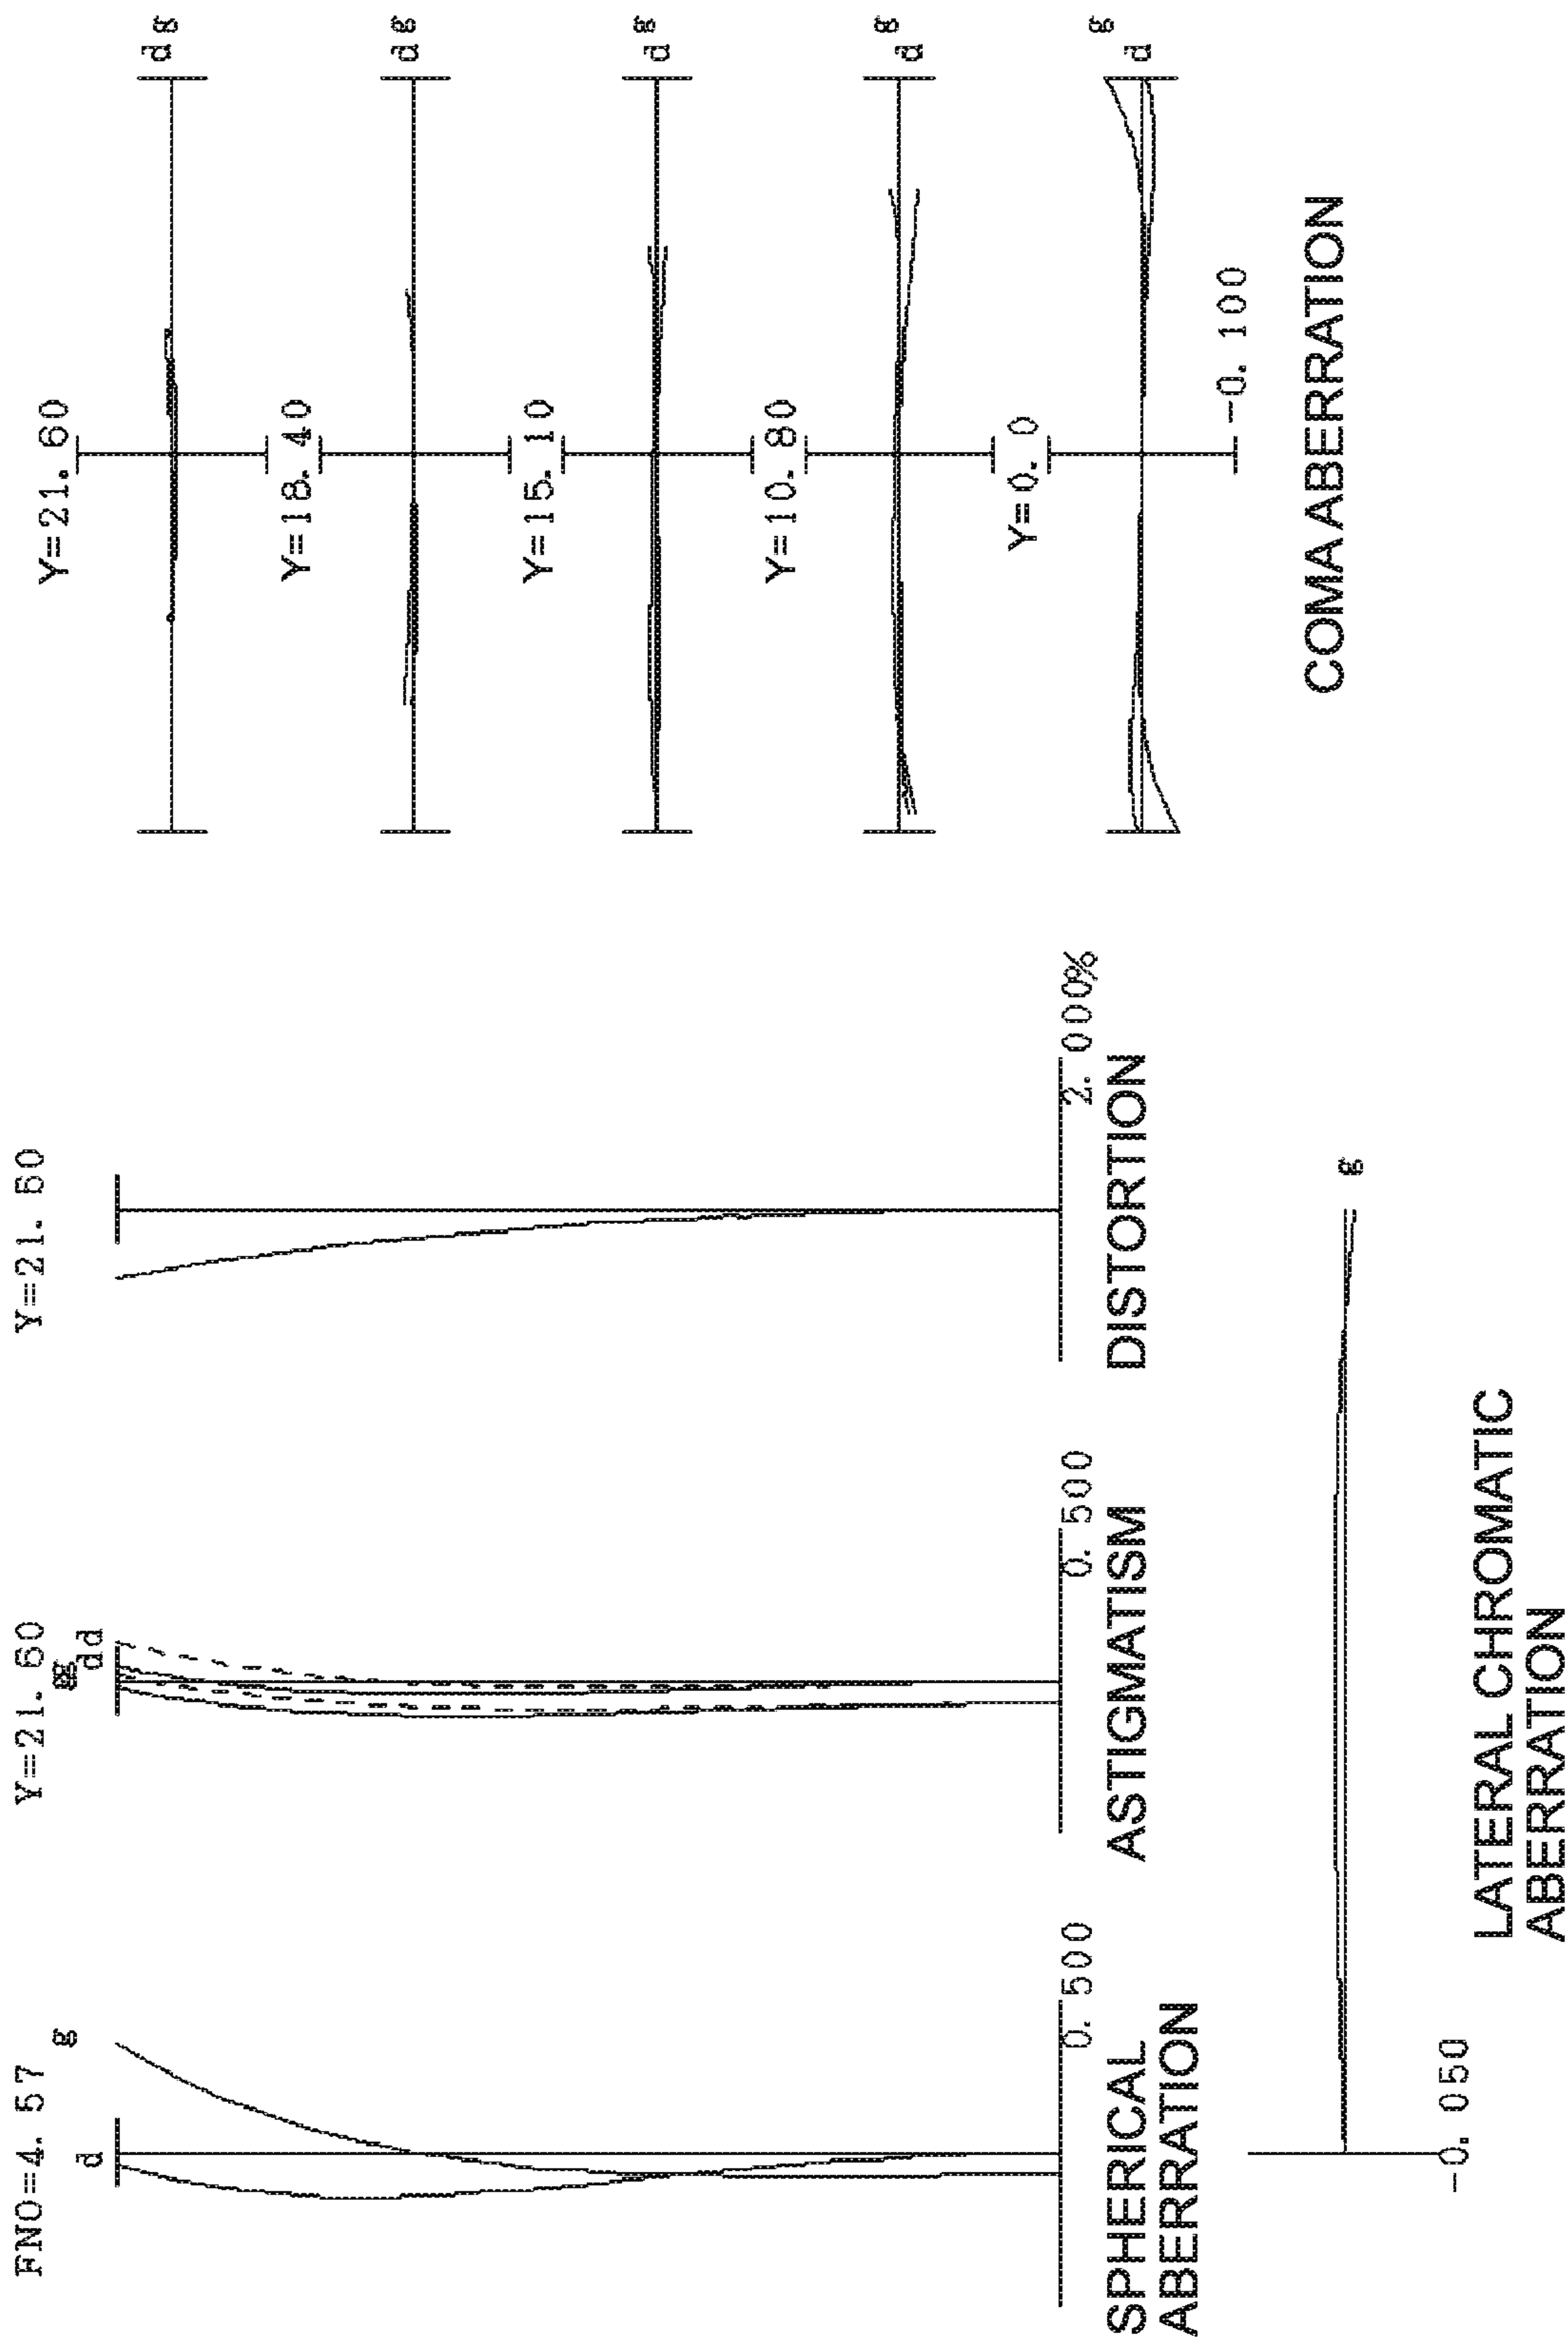 FNO=4. 57
d
g
0. 500
SPHERICAL
ABERRATION
Y=21. 60
g g
d d
0. 500
ASTIGMATISM
Y=21. 60
2. 000%
DISTORTION
g
-0. 050
LATERAL CHROMATIC
ABERRATION
Y=21. 60
d g
Y=18. 40
d g
Y=15. 10
d g
Y=10. 80
d g
Y=0. 0
g
d
-0. 100
COMA ABERRATION